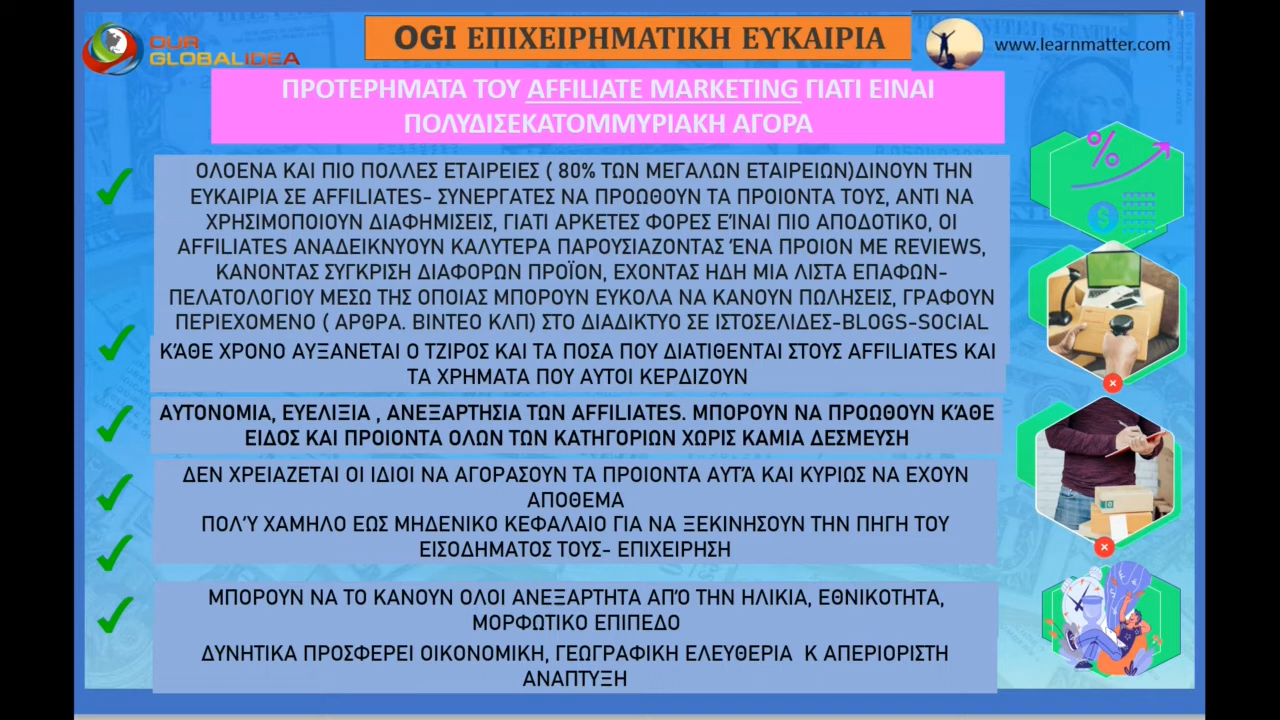 OUR
GLOBALIDEA
OGI ΕΠΙΧΕΙΡΗΜΑΤΙΚΗ ΕΥΚΑΙΡΙΑ
www.learnmatter.com
ΠΡΟΤΕΡΗΜΑΤΑ ΤΟΥ AFFILIATE MARKETING ΓΙΑΤΙ ΕΙΝΑΙ
ΠΟΛΥΔΙΣΕΚΑΤΟΜΜΥΡΙΑΚΗ ΑΓΟΡΑ
ΟΛΟΕΝΑ ΚΑΙ ΠΙΟ ΠΟΛΛΕΣ ΕΤΑΙΡΕΙΕΣ ( 80% ΤΩΝ ΜΕΓΑΛΩΝ ΕΤΑΙΡΕΙΩΝ)ΔΙΝΟΥΝ ΤΗΝ
ΕΥΚΑΙΡΙΑ ΣΕ AFFILIATES- ΣΥΝΕΡΓΑΤΕΣ ΝΑ ΠΡΟΩΘΟΥΝ ΤΑ ΠΡΟΙΟΝΤΑ ΤΟΥΣ, ΑΝΤΙ ΝΑ
ΧΡΗΣΙΜΟΠΟΙΟΥΝ ΔΙΑΦΗΜΙΣΕΙΣ, ΓΙΑΤΙ ΑΡΚΕΤΕΣ ΦΟΡΕΣ ΕΊΝΑΙ ΠΙΟ ΑΠΟΔΟΤΙΚΟ, ΟΙ
AFFILIATES ΑΝΑΔΕΙΚΝΥΟΥΝ ΚΑΛΥΤΕΡΑ ΠΑΡΟΥΣΙΑΖΟΝΤΑΣ ΈΝΑ ΠΡΟΙΟΝ ΜΕ REVIEWS,
ΚΑΝΟΝΤΑΣ ΣΥΓΚΡΙΣΗ ΔΙΑΦΟΡΩΝ ΠΡΟΪΟΝ, ΕΧΟΝΤΑΣ ΗΔΗ ΜΙΑ ΛΙΣΤΑ ΕΠΑΦΩΝ-
ΠΕΛΑΤΟΛΟΓΙΟΥ ΜΕΣΩ ΤΗΣ ΟΠΟΙΑΣ ΜΠΟΡΟΥΝ ΕΥΚΟΛΑ ΝΑ ΚΑΝΟΥΝ ΠΩΛΗΣΕΙΣ, ΓΡΑΦΟΥΝ
ΠΕΡΙΕΧΟΜΕΝΟ ( ΑΡΘΡΑ. ΒΙΝΤΕΟ ΚΛΠ) ΣΤΟ ΔΙΑΔΙΚΤΥΟ ΣΕ ΙΣΤΟΣΕΛΙΔΕΣ-BLOGS-SOCIAL
ΚΆΘΕ ΧΡΟΝΟ ΑΥΞΑΝΕΤΑΙ Ο ΤΖΙΡΟΣ ΚΑΙ ΤΑ ΠΟΣΑ ΠΟΥ ΔΙΑΤΙΘΕΝΤΑΙ ΣΤΟΥΣ AFFILIATES ΚΑΙ
ΤΑ ΧΡΗΜΑΤΑ ΠΟΥ ΑΥΤΟΙ ΚΕΡΔΙΖΟΥΝ
ΑΥΤΟΝΟΜΙΑ, ΕΥΕΛΙΞΙΑ , ΑΝΕΞΑΡΤΗΣΙΑ ΤΩΝ AFFILIATES. ΜΠΟΡΟΥΝ ΝΑ ΠΡΟΩΘΟΥΝ ΚΆΘΕ
ΕΙΔΟΣ ΚΑΙ ΠΡΟΙΟΝΤΑ ΟΛΩΝ ΤΩΝ ΚΑΤΗΓΟΡΙΩΝ ΧΩΡΙΣ ΚΑΜΙΑ ΔΕΣΜΕΥΣΗ
ΔΕΝ ΧΡΕΙΑΖΕΤΑΙ ΟΙ ΙΔΙΟΙ ΝΑ ΑΓΟΡΑΣΟΥΝ ΤΑ ΠΡΟΙΟΝΤΑ ΑΥΤΆ ΚΑΙ ΚΥΡΙΩΣ ΝΑ ΕΧΟΥΝ
ΑΠΟΘΕΜΑ
ΠΟΛΎ ΧΑΜΗΛΟ ΕΩΣ ΜΗΔΕΝΙΚΟ ΚΕΦΑΛΑΙΟ ΓΙΑ ΝΑ ΞΕΚΙΝΗΣΟΥΝ ΤΗΝ ΠΗΓΗ ΤΟΥ
ΕΙΣΟΔΗΜΑΤΟΣ ΤΟΥΣ- ΕΠΙΧΕΙΡΗΣΗ
ΜΠΟΡΟΥΝ ΝΑ ΤΟ ΚΑΝΟΥΝ ΟΛΟΙ ΑΝΕΞΑΡΤΗΤΑ ΑΠΌ ΤΗΝ ΗΛΙΚΙΑ, ΕΘΝΙΚΟΤΗΤΑ,
ΜΟΡΦΩΤΙΚΟ ΕΠΙΠΕΔΟ
ΔΥΝΗΤΙΚΑ ΠΡΟΣΦΕΡΕΙ ΟΙΚΟΝΟΜΙΚΗ, ΓΕΩΓΡΑΦΙΚΗ ΕΛΕΥΘΕΡΙΑ Κ ΑΠΕΡΙΟΡΙΣΤΗ
ΑΝΑΠΤΥΞΗ